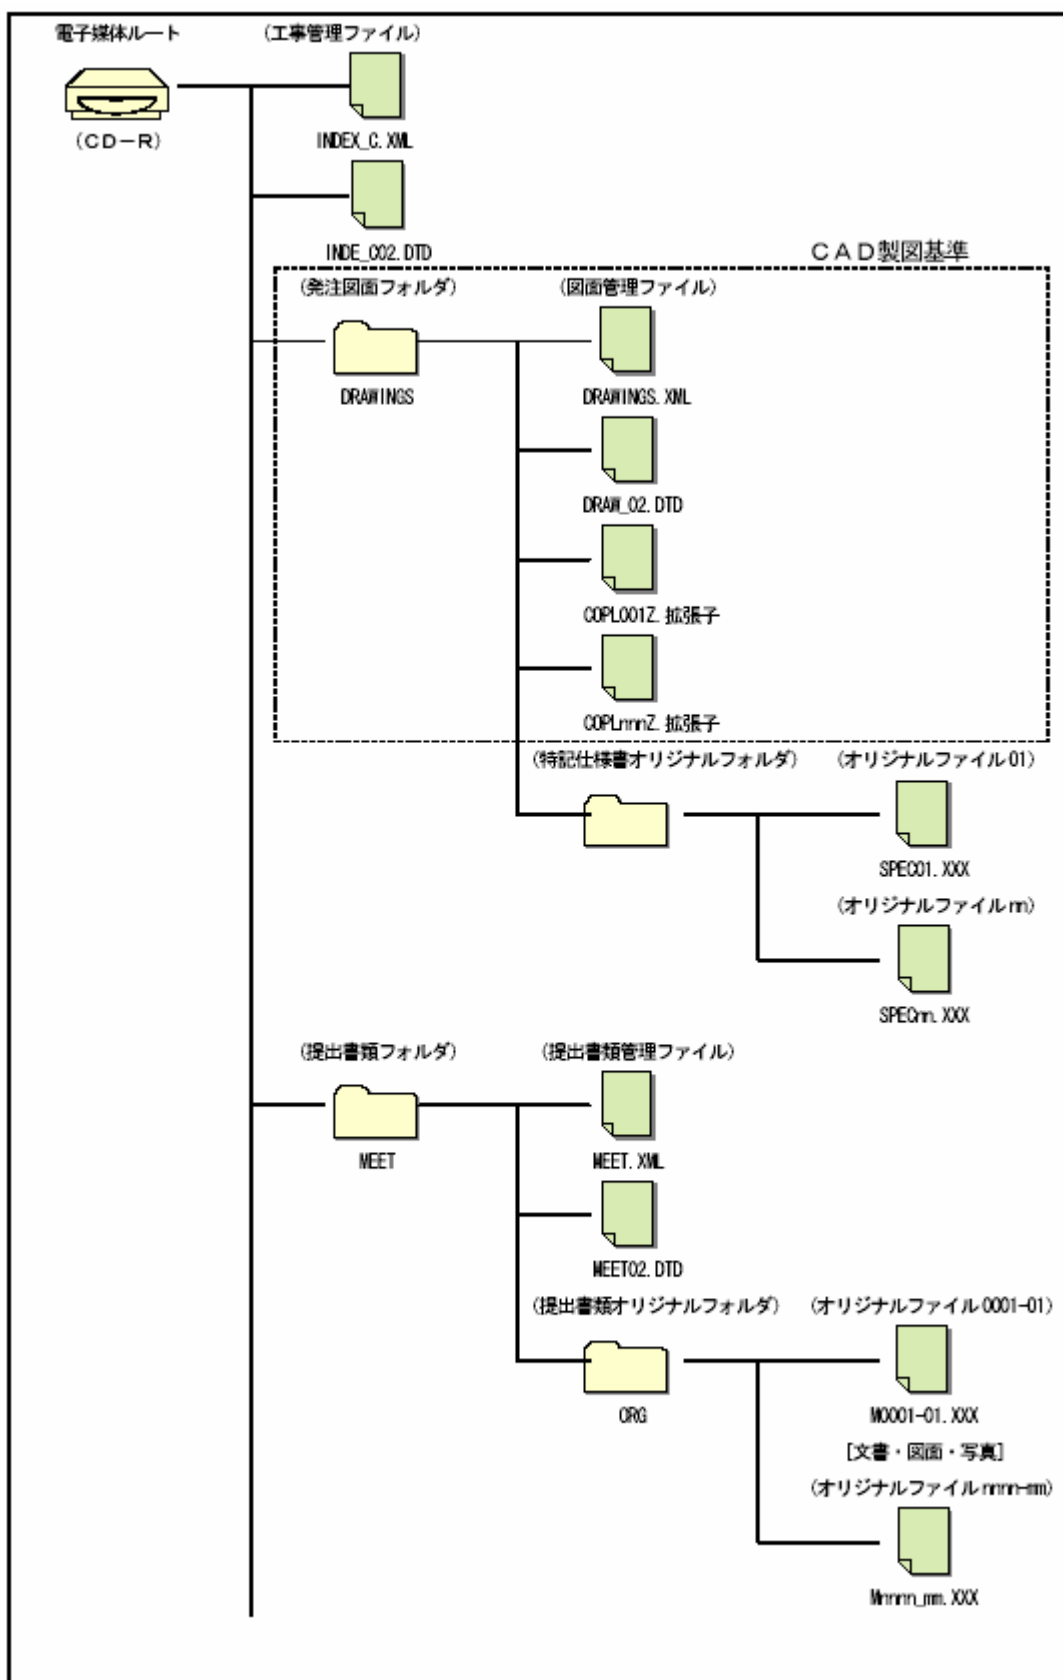 電子媒体ルート
(工事管理ファイル)
(CD-R)
INDEX_C.XML
INDE_C02.DTD
CAD製図基準
(発注図面フォルダ)
(図面管理ファイル)
DRAWINGS
DRAWINGS.XML
DRAW_02.DTD
COPL001Z.拡張子
COPLnnnZ.拡張子
(特記仕様書オリジナルフォルダ)
(オリジナルファイル01)
SPEC01.XXX
(オリジナルファイルnn)
SPECnn.XXX
(提出書類フォルダ)
(提出書類管理ファイル)
MEET
MEET.XML
MEET02.DTD
(提出書類オリジナルフォルダ)
(オリジナルファイル0001-01)
ORG
M0001-01.XXX
[文書・図面・写真]
(オリジナルファイルnnnn-mm)
Mnnnn_mm.XXX